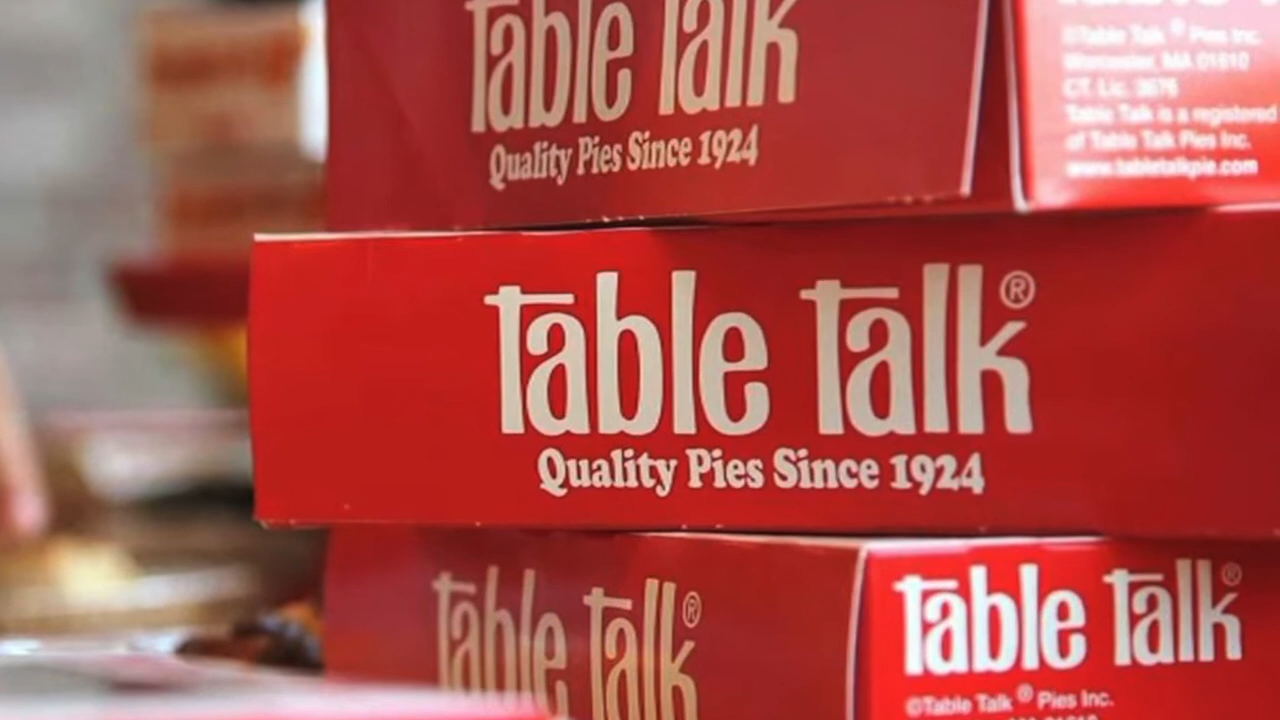 Table Talk
Quality Pies Since 1924
©Table Talk ® Pies Inc.
Worcester, MA 01610
CT. Lic. 3676
Table Talk is a registered
of Table Talk Pies Inc.
www.tabletalkpie.com
Table Talk®
Quality Pies Since 1924
Table Talk®
Table Talk®
©Table Talk ® Pies Inc.